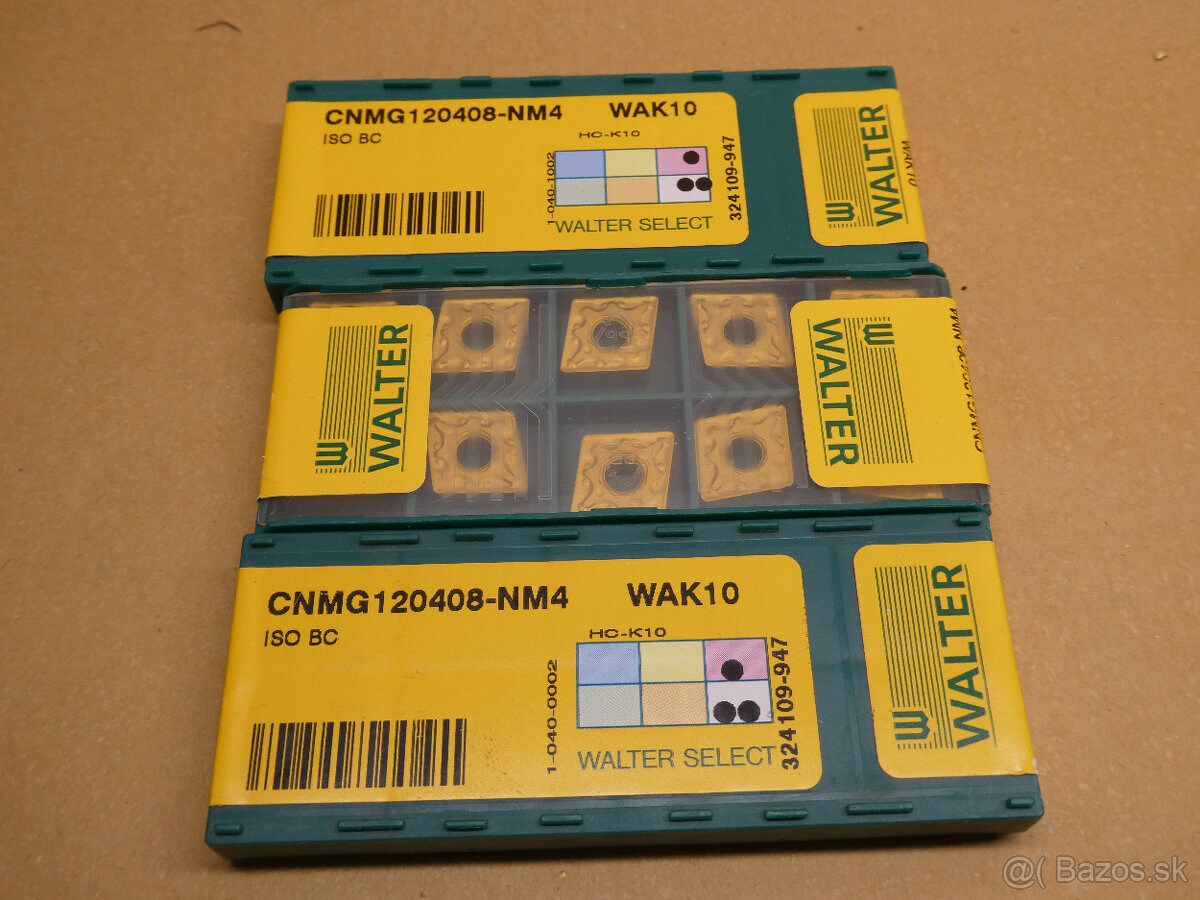 CNMG120408-NM4 WAK10
ISO BC
HC-K10
1-040-1002
WALTER SELECT
324109-947
WALTER
WAK10
WALTER
WALTER
CNMG120408-NM4
CNMG120408-NM4 WAK10
ISO BC
HC-K10
1-040-0002
WALTER SELECT
324109-947
WALTER
@( Bazos.sk